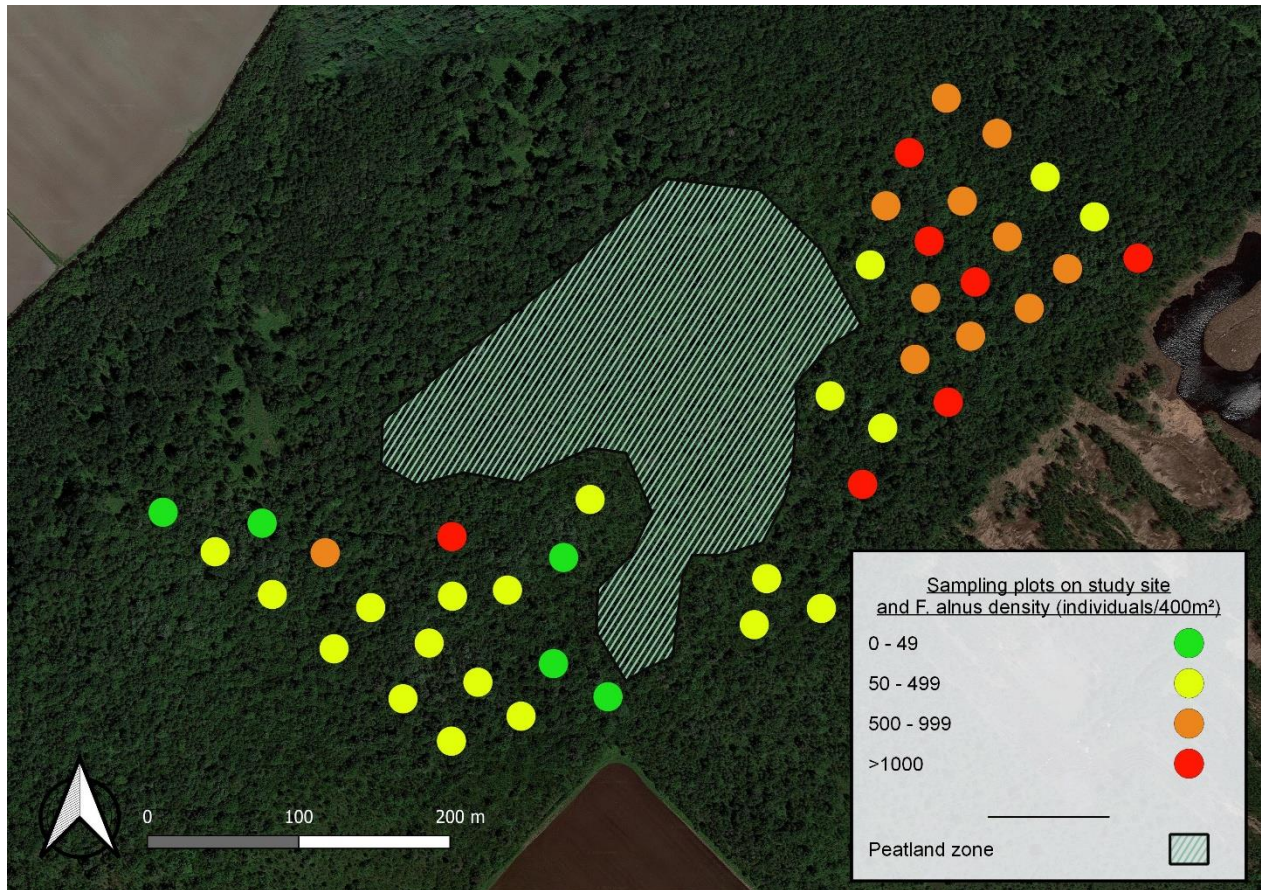 Sampling plots on study site
and F. alnus density (individuals/400m²)
0 - 49
50 - 499
500 - 999
>1000
Peatland zone
0 100 200 m